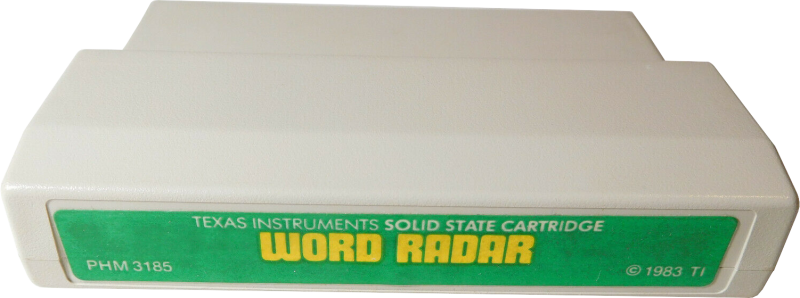 TEXAS INSTRUMENTS SOLID STATE CARTRIDGE
WORD RADAR
PHM 3185
© 1983 TI